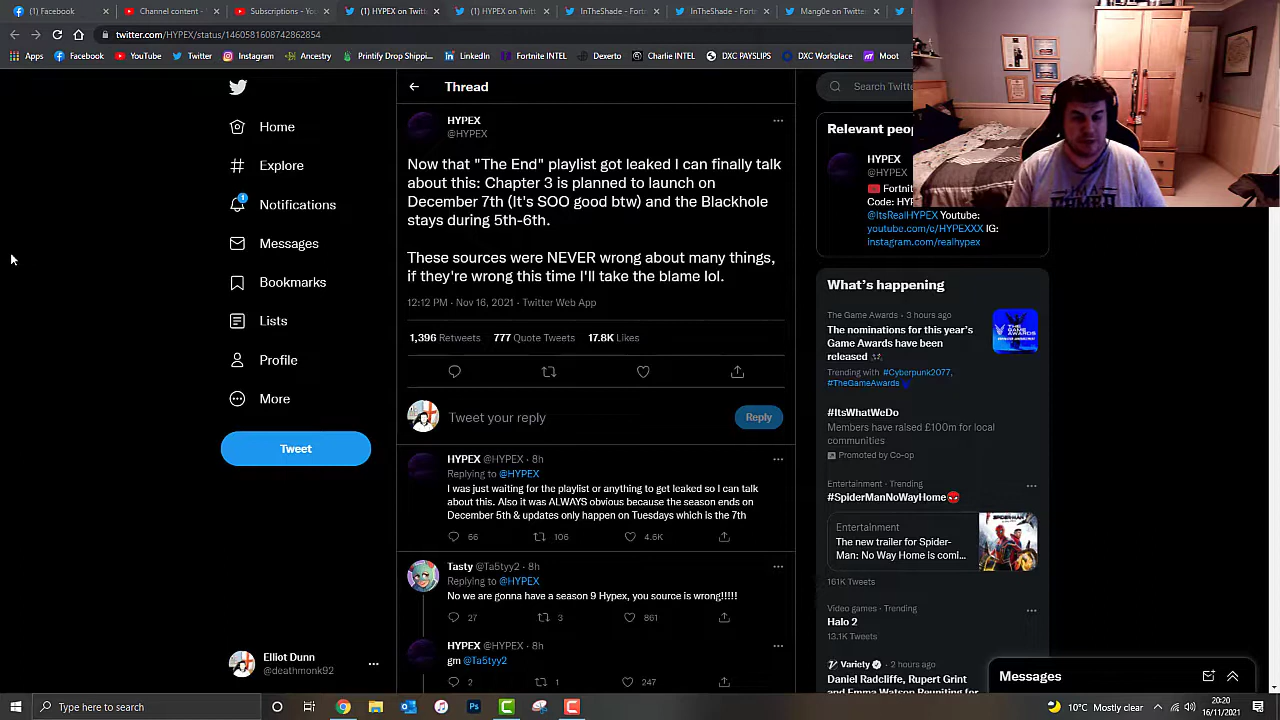 (1) Facebook
Channel content -
Subscriptions - Yo
(1) HYPEX on Tw
(1) HYPEX on Twitt
InTheShade - Fort
InTheShade - For
twitter.com/HYPEX/status/1460581608742862854
Apps
Facebook
YouTube
Twitter
Instagram
Anightby
Printify Drop Shippi...
LinkedIn
Fortnite INTEL
Dexerto
Charlie INTEL
DXC PAYSLIPS
DXC Workplace
Moot
Home
Explore
1
Notifications
Messages
Bookmarks
Lists
Profile
More
Tweet
Elliot Dunn
@deathmonk92
Thread
HYPEX
@HYPEX
Now that "The End" playlist got leaked I can finally talk
about this: Chapter 3 is planned to launch on
December 7th (It's SOO good btw) and the Blackhole
stays during 5th-6th.
These sources were NEVER wrong about many things,
if they're wrong this time I'll take the blame lol.
12:12 PM · Nov 16, 2021 · Twitter Web App
1,396 Retweets 777 Quote Tweets 17.8K Likes
Tweet your reply
Reply
HYPEX @HYPEX · 8h
Replying to @HYPEX
I was just waiting for the playlist or anything to get leaked so I can talk
about this. Also it was ALWAYS obvious because the season ends on
December 5th & updates only happen on Tuesdays which is the 7th
106 4.6K
Tasty @Ta5tyy2 · 8h
Replying to @HYPEX
No we are gonna have a season 9 Hypex, you source is wrong!!!!!
27 3 861
HYPEX @HYPEX · 8h
gm @Ta5tyy2
2 1 247
Search Twitte
Relevant peop
HYPEX
@HYPEX
Fortnit
Code: HY
@ItsRealHYPEX Youtube:
youtube.com/c/HYPEXXX IG:
instagram.com/realhypex
What's happening
The Game Awards · 3 hours ago
The nominations for this year's
Game Awards have been
released
Trending with #Cyberpunk2077,
#TheGameAwards
THE
GAME
AWARDS
#ItsWhatWeDo
Members have raised £100m for local
communities
Promoted by Co-op
Entertainment · Trending
#SpiderManNoWayHome
Entertainment
The new trailer for Spider-
Man: No Way Home is comi...
161K Tweets
Video games · Trending
Halo 2
13.1K Tweets
Variety · 2 hours ago
Daniel Radcliffe, Rupert Grint
and Emma Watson Reuniting for
Messages
Type here to search
10°C Mostly clear
20:20
16/11/2021